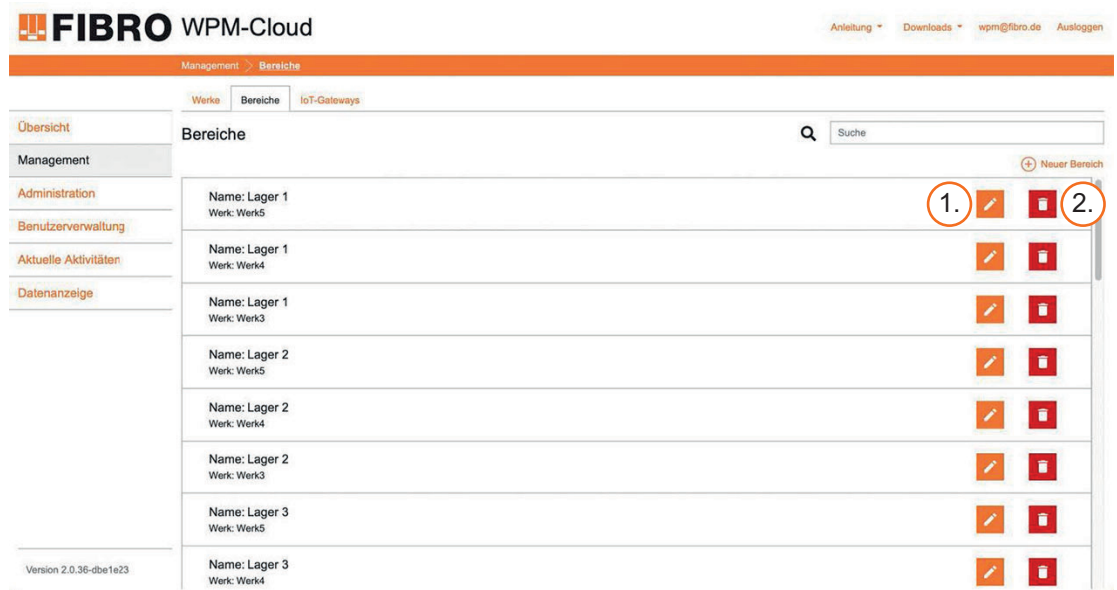 FIBRO WPM-Cloud
Anleitung Downloads wpm@fibro.de Ausloggen
Management Bereiche
Werke Bereiche IoT-Gateways
Übersicht
Management
Administration
Benutzerverwaltung
Aktuelle Aktivitäten
Datenanzeige
Version 2.0.36-dbe1e23
Bereiche
Suche
Neuer Bereich
Name: Lager 1
Werk: Werk5
1.
2.
Name: Lager 1
Werk: Werk4
Name: Lager 1
Werk: Werk3
Name: Lager 2
Werk: Werk5
Name: Lager 2
Werk: Werk4
Name: Lager 2
Werk: Werk3
Name: Lager 3
Werk: Werk5
Name: Lager 3
Werk: Werk4